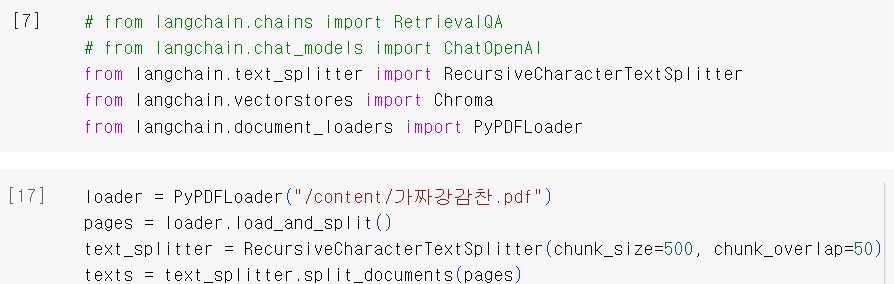 [7] # from langchain.chains import RetrievalQA
# from langchain.chat_models import ChatOpenAI
from langchain.text_splitter import RecursiveCharacterTextSplitter
from langchain.vectorstores import Chroma
from langchain.document_loaders import PyPDFLoader
[17] loader = PyPDFLoader("/content/가짜강감찬.pdf")
pages = loader.load_and_split()
text_splitter = RecursiveCharacterTextSplitter(chunk_size=500, chunk_overlap=50)
texts = text_splitter.split_documents(pages)